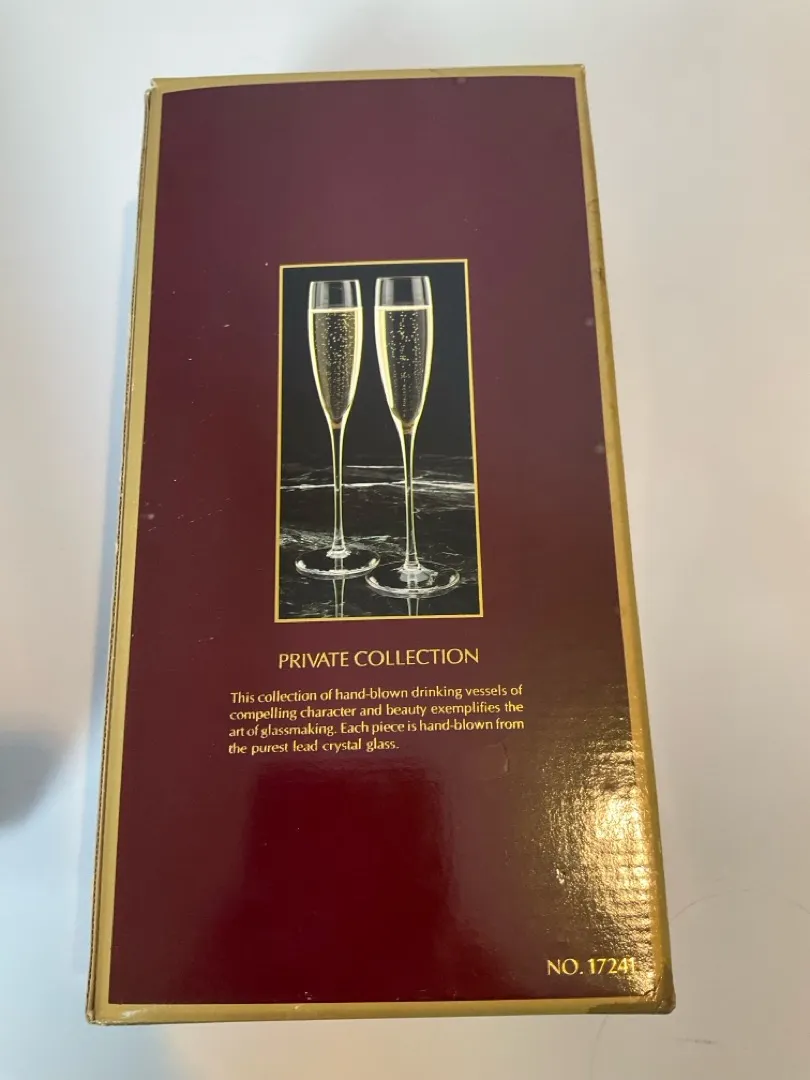 PRIVATE COLLECTION
This collection of hand-blown drinking vessels of
compelling character and beauty exemplifies the
art of glassmaking. Each piece is hand-blown from
the purest lead crystal glass.
NO. 17241